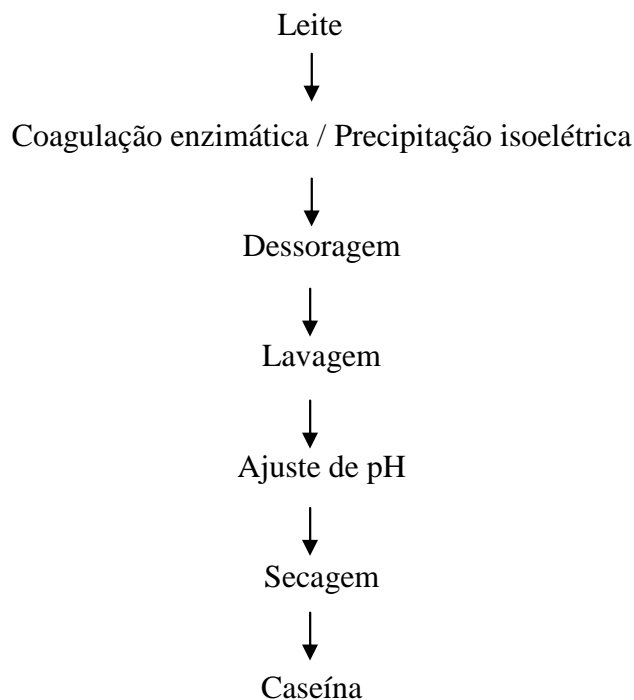 Leite
Coagulação enzimática / Precipitação isoelétrica
Dessoragem
Lavagem
Ajuste de pH
Secagem
Caseína